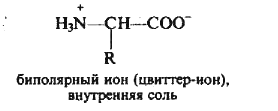 H₃N⁺—CH—COO⁻
R
биполярный ион (цвиттер-ион),
внутренняя соль